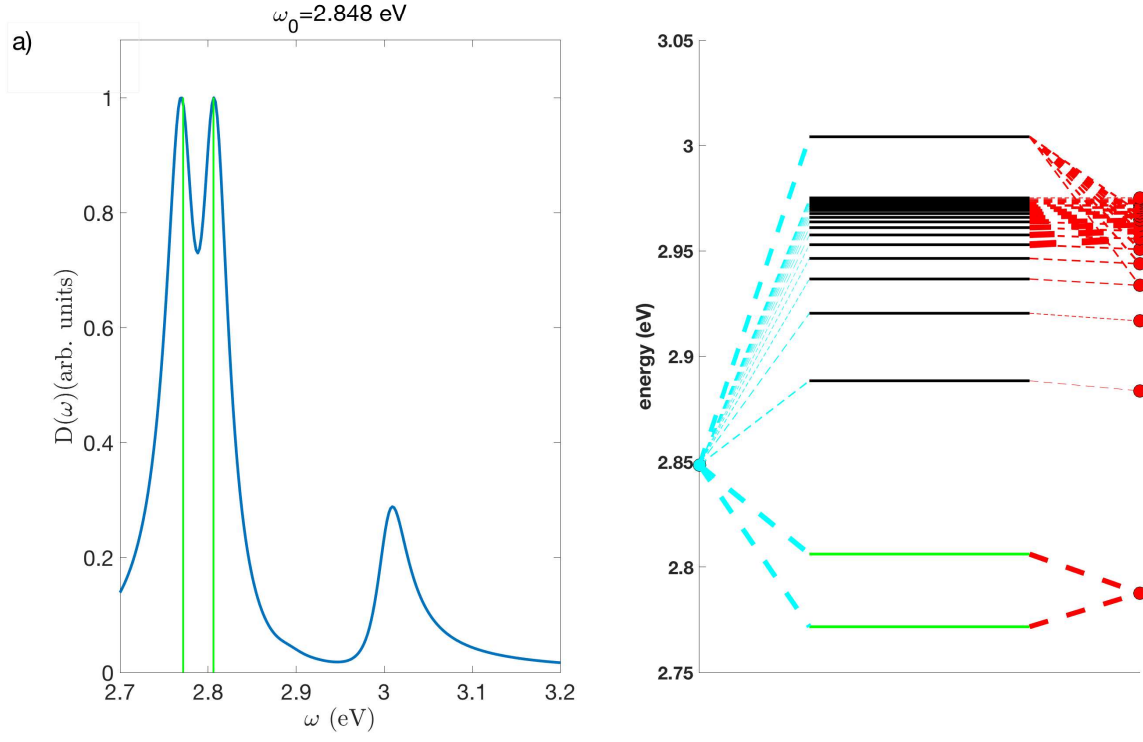 a)
ω₀=2.848 eV
D(ω)(arb. units)
1
0.8
0.6
0.4
0.2
0
2.7 2.8 2.9 3 3.1 3.2
ω (eV)
energy (eV)
3.05
3
2.95
2.9
2.85
2.8
2.75